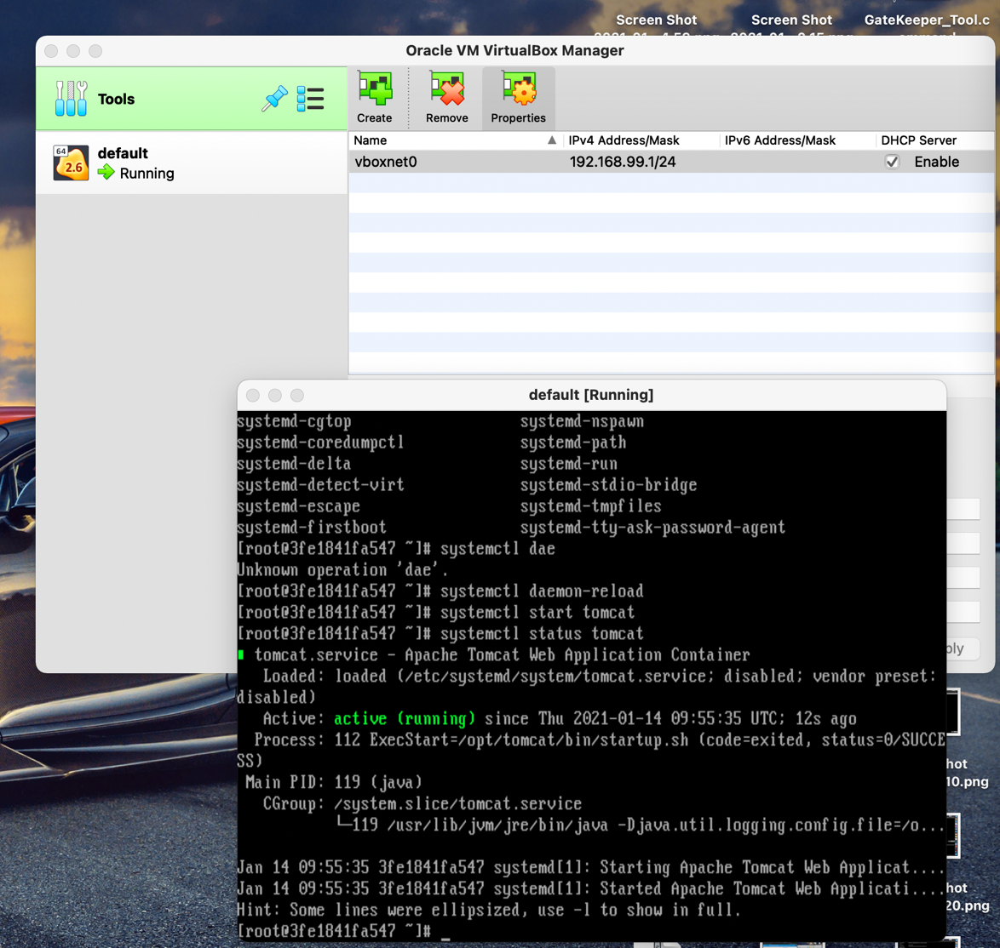 Screen Shot
Screen Shot
GateKeeper_Tool.c
Oracle VM VirtualBox Manager
Tools
Create
Remove
Properties
Name
IPv4 Address/Mask
IPv6 Address/Mask
DHCP Server
64
2.6
default
Running
vboxnet0
192.168.99.1/24
Enable
default [Running]
systemd-cgtop systemd-nspawn
systemd-coredumpctl systemd-path
systemd-delta systemd-run
systemd-detect-virt systemd-stdio-bridge
systemd-escape systemd-tmpfiles
systemd-firstboot systemd-tty-ask-password-agent
[root@3fe1841fa547 ~]# systemctl dae
Unknown operation 'dae'.
[root@3fe1841fa547 ~]# systemctl daemon-reload
[root@3fe1841fa547 ~]# systemctl start tomcat
[root@3fe1841fa547 ~]# systemctl status tomcat
tomcat.service - Apache Tomcat Web Application Container
Loaded: loaded (/etc/systemd/system/tomcat.service; disabled; vendor preset:
disabled)
Active: active (running) since Thu 2021-01-14 09:55:35 UTC; 12s ago
Process: 112 ExecStart=/opt/tomcat/bin/startup.sh (code=exited, status=0/SUCCE
SS)
Main PID: 119 (java)
CGroup: /system.slice/tomcat.service
└─119 /usr/lib/jvm/jre/bin/java -Djava.util.logging.config.file=/o...
Jan 14 09:55:35 3fe1841fa547 systemd[1]: Starting Apache Tomcat Web Applicat....
Jan 14 09:55:35 3fe1841fa547 systemd[1]: Started Apache Tomcat Web Applicati....
Hint: Some lines were ellipsized, use -l to show in full.
[root@3fe1841fa547 ~]# _
ply
hot
10.png
hot
20.png